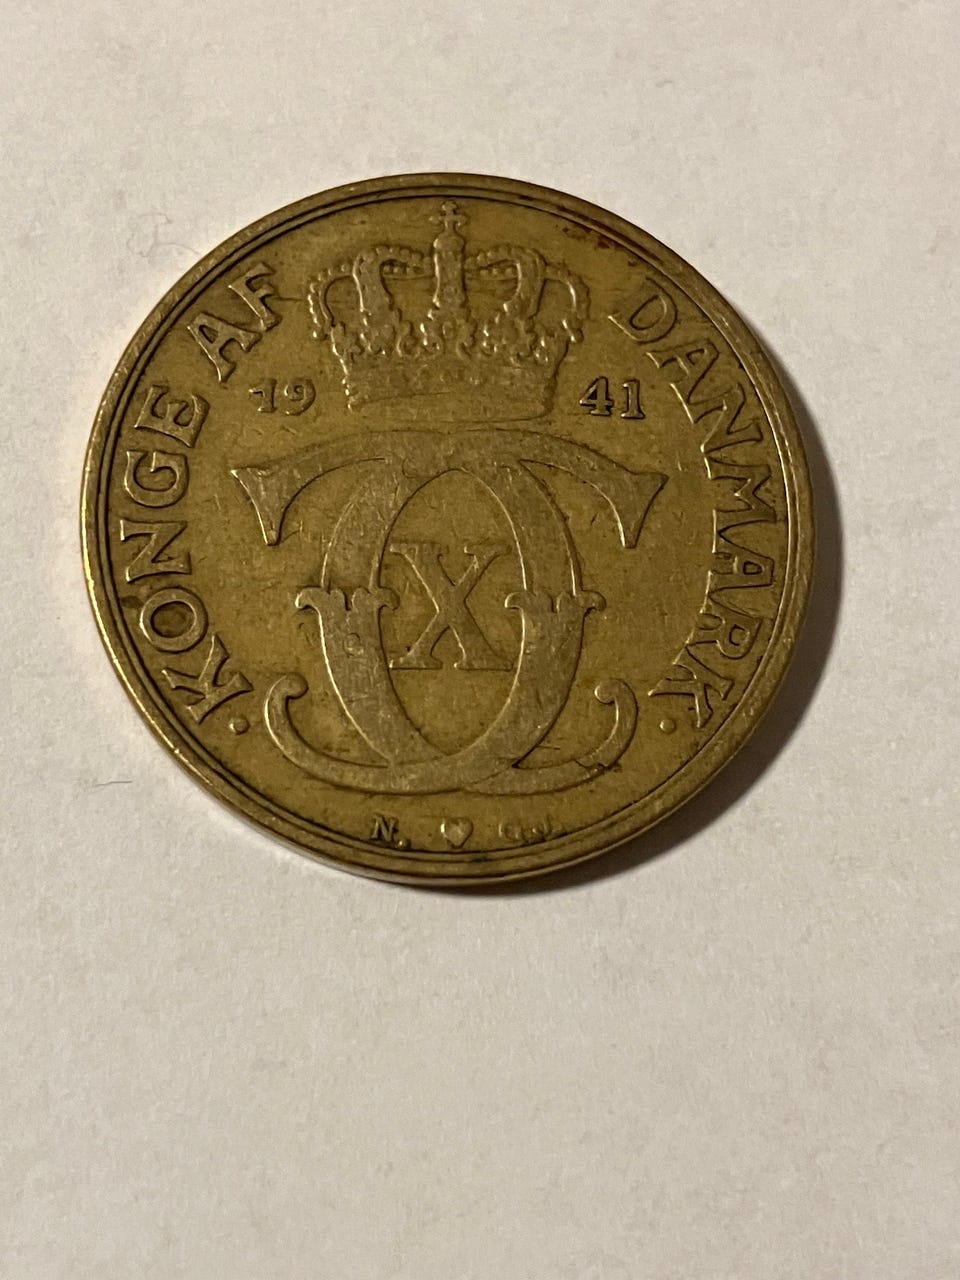 · KONGE AF DANMARK ·
19 41
X
N. ♥ GJ.